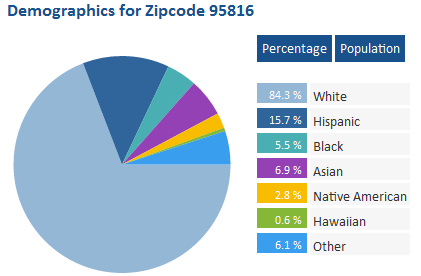 Demographics for Zipcode 95816
Percentage Population
84.3 % White
15.7 % Hispanic
5.5 % Black
6.9 % Asian
2.8 % Native American
0.6 % Hawaiian
6.1 % Other